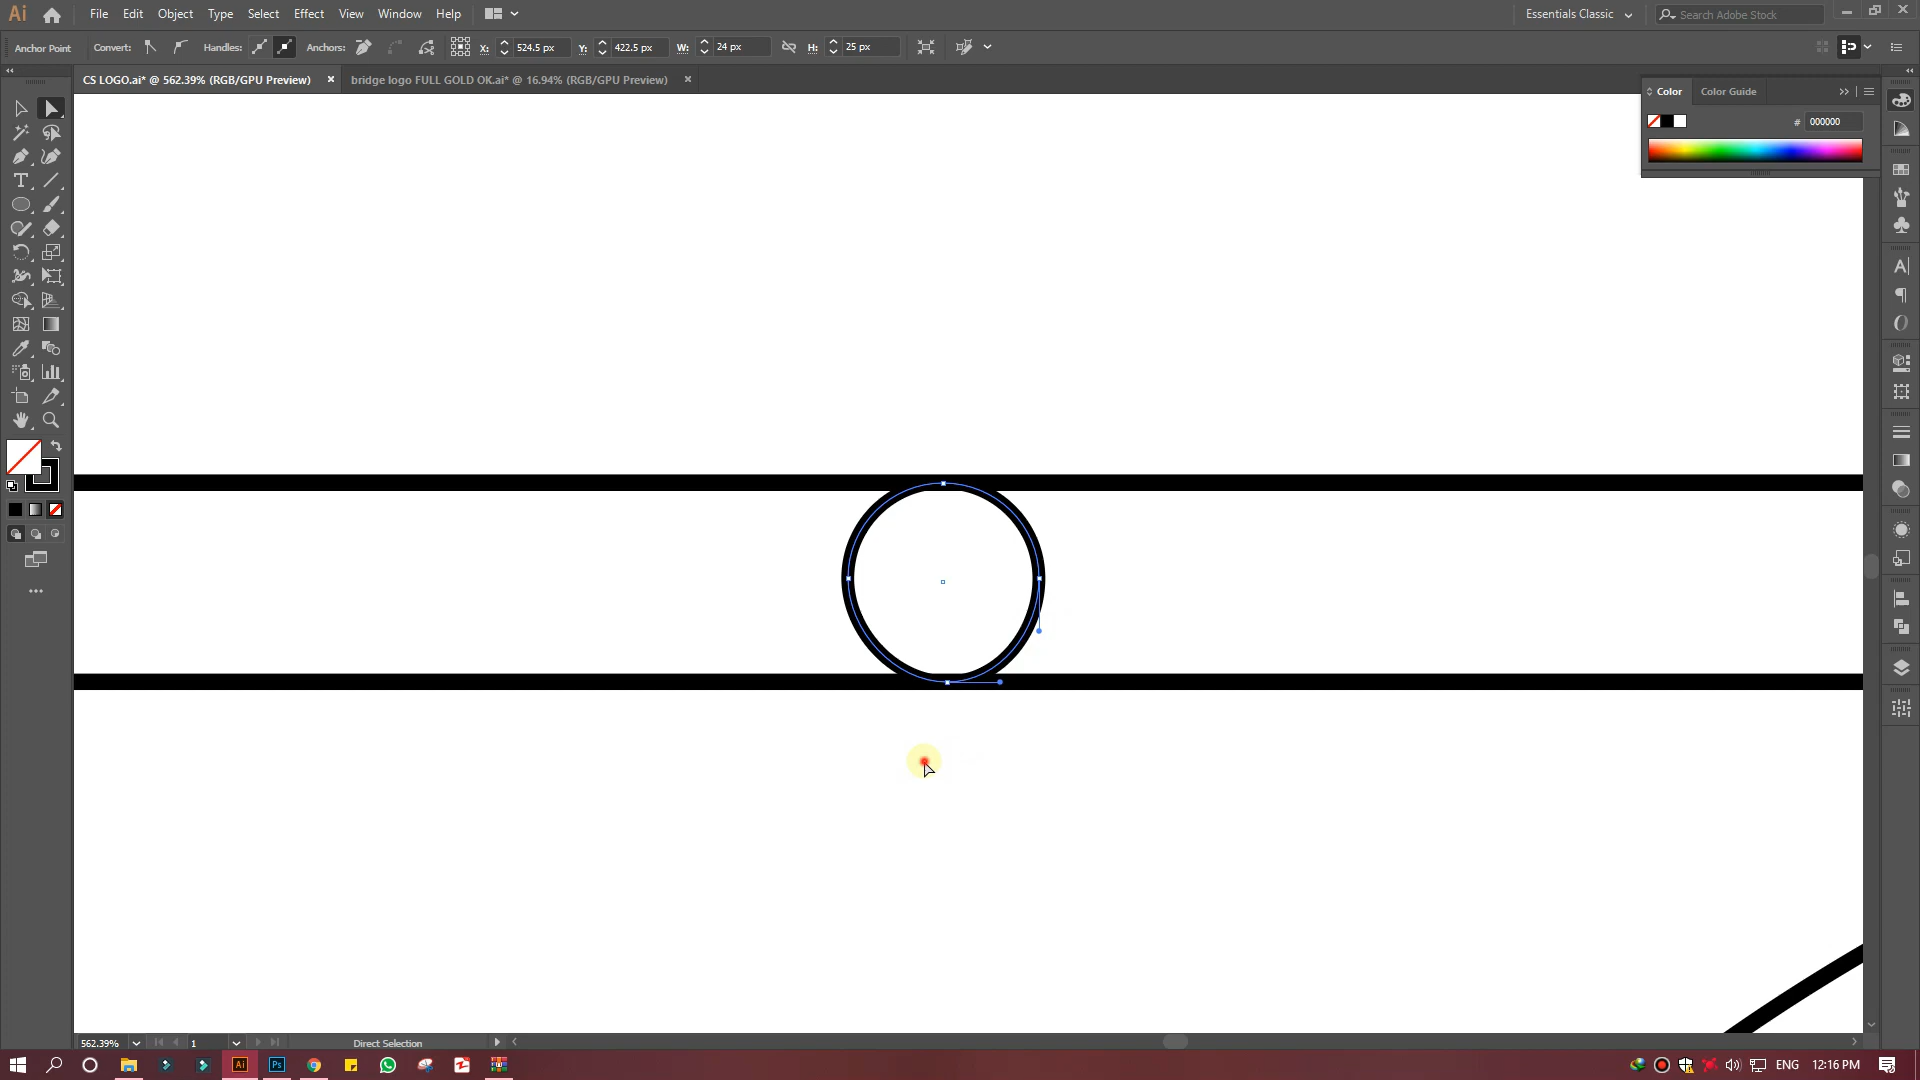 Ai File Edit Object Type Select Effect View Window Help Essentials Classic Search Adobe Stock
Anchor Point Convert: Handles: Anchors: X: 524.5 px Y: 422.5 px W: 24 px H: 25 px
CS LOGO.ai* @ 562.39% (RGB/GPU Preview) × bridge logo FULL GOLD OK.ai* @ 16.94% (RGB/GPU Preview) ×
Color Color Guide
# 000000
562.39% 1 Direct Selection
Ai Ps ENG 12:16 PM